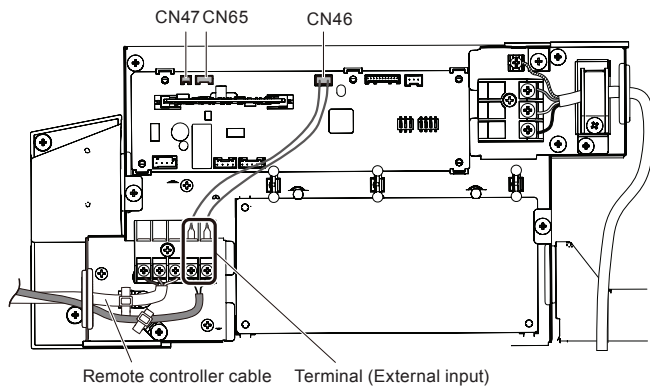 CN47 CN65 CN46
Remote controller cable Terminal (External input)